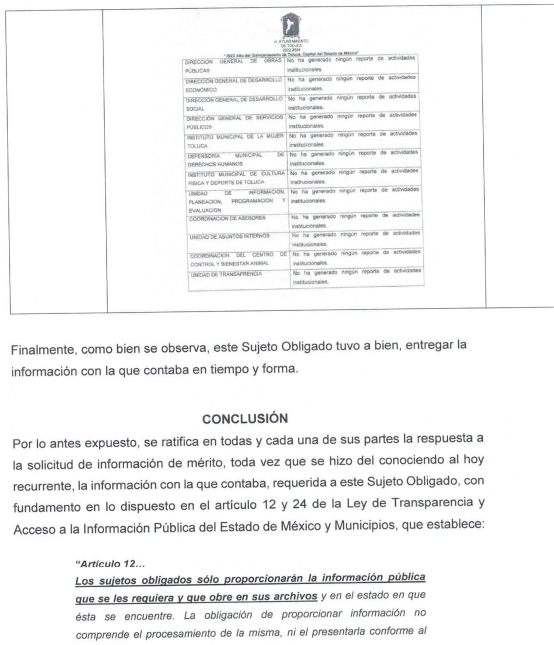 H. AYUNTAMIENTO
DE TOLUCA
2022-2024
"2023. Año del Septuagésimo de Toluca, Capital del Estado de México"
DIRECCIÓN GENERAL DE OBRAS PÚBLICAS No ha generado ningún reporte de actividades institucionales.
DIRECCIÓN GENERAL DE DESARROLLO ECONÓMICO No ha generado ningún reporte de actividades institucionales.
DIRECCIÓN GENERAL DE DESARROLLO SOCIAL No ha generado ningún reporte de actividades institucionales.
DIRECCIÓN GENERAL DE SERVICIOS PÚBLICOS No ha generado ningún reporte de actividades institucionales.
INSTITUTO MUNICIPAL DE LA MUJER TOLUCA No ha generado ningún reporte de actividades institucionales.
DEFENSORIA MUNICIPAL DE DERECHOS HUMANOS No ha generado ningún reporte de actividades institucionales.
INSTITUTO MUNICIPAL DE CULTURA FISICA Y DEPORTE DE TOLUCA No ha generado ningún reporte de actividades institucionales.
UNIDAD DE INFORMACION, PLANEACION, PROGRAMACION Y EVALUACION No ha generado ningún reporte de actividades institucionales
COORDINACION DE ASESORES No ha generado ningún reporte de actividades institucionales.
UNIDAD DE ASUNTOS INTERNOS No ha generado ningún reporte de actividades institucionales.
COORDINACION DEL CENTRO DE CONTROL Y BIENESTAR ANIMAL No ha generado ningún reporte de actividades institucionales.
UNIDAD DE TRANSAPRENCIA No ha generado ningún reporte de actividades institucionales.
Finalmente, como bien se observa, este Sujeto Obligado tuvo a bien, entregar la
información con la que contaba en tiempo y forma.
CONCLUSIÓN
Por lo antes expuesto, se ratifica en todas y cada una de sus partes la respuesta a
la solicitud de información de mérito, toda vez que se hizo del conociendo al hoy
recurrente, la información con la que contaba, requerida a este Sujeto Obligado, con
fundamento en lo dispuesto en el artículo 12 y 24 de la Ley de Transparencia y
Acceso a la Información Pública del Estado de México y Municipios, que establece:
"Artículo 12...
Los sujetos obligados sólo proporcionarán la información pública
que se les requiera y que obre en sus archivos y en el estado en que
ésta se encuentre. La obligación de proporcionar información no
comprende el procesamiento de la misma, ni el presentarla conforme al